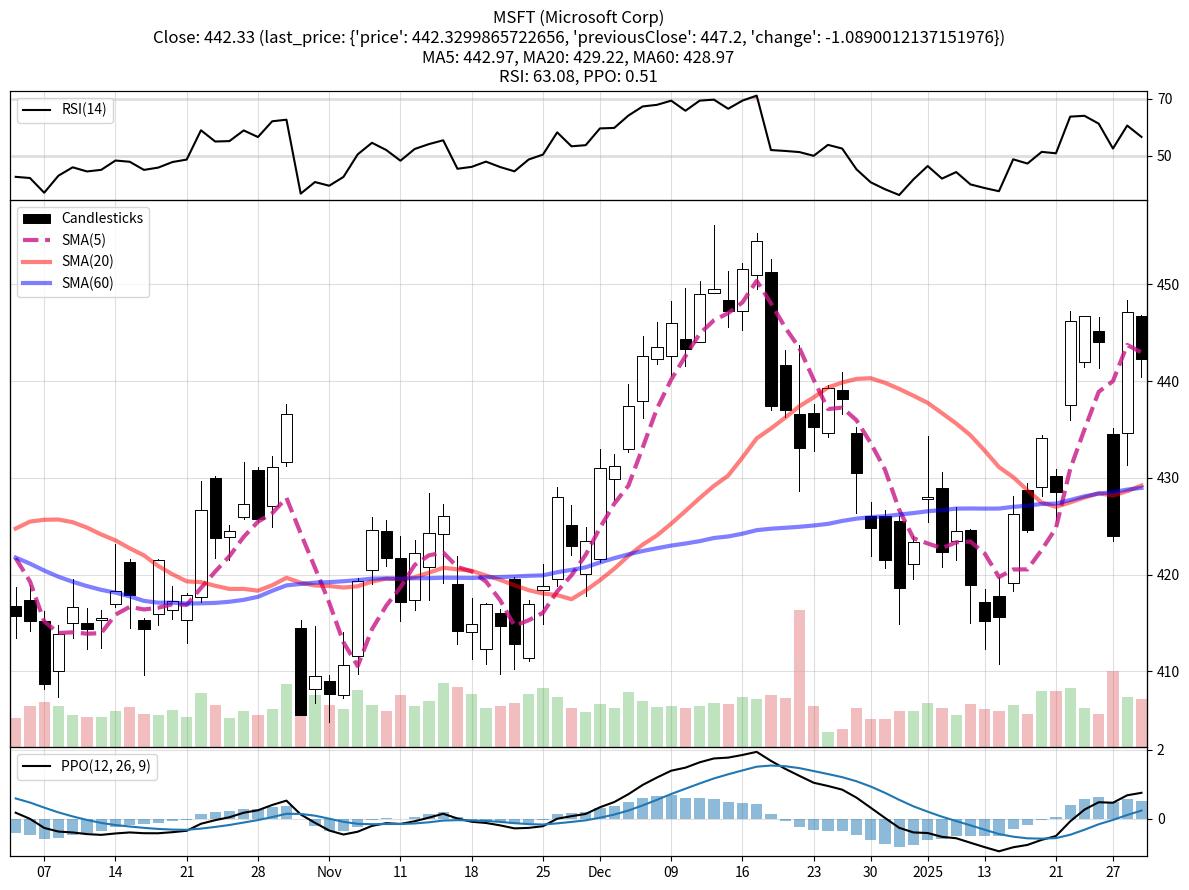 MSFT (Microsoft Corp)
Close: 442.33 (last_price: {'price': 442.3299865722656, 'previousClose': 447.2, 'change': -1.0890012137151976})
MA5: 442.97, MA20: 429.22, MA60: 428.97
RSI: 63.08, PPO: 0.51
RSI(14)
70
50
Candlesticks
SMA(5)
SMA(20)
SMA(60)
450
440
430
420
410
PPO(12, 26, 9)
2
0
07 14 21 28 Nov 11 18 25 Dec 09 16 23 30 2025 13 21 27